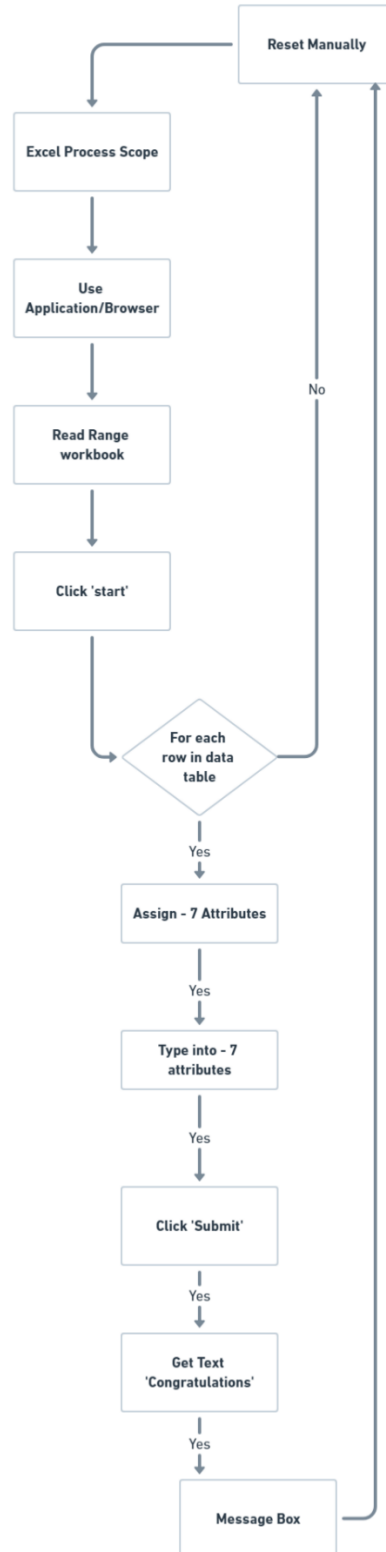 Reset Manually
Excel Process Scope
Use
Application/Browser
Read Range
workbook
No
Click 'start'
For each
row in data
table
Yes
Assign - 7 Attributes
Yes
Type into - 7
attributes
Yes
Click 'Submit'
Yes
Get Text
'Congratulations'
Yes
Message Box